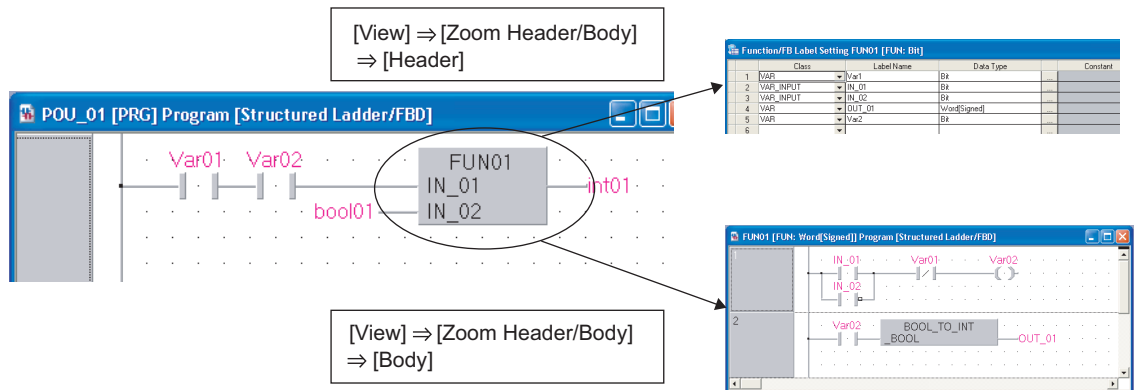 [View] ⇒ [Zoom Header/Body]
⇒ [Header]
Function/FB Label Setting FUN01 [FUN: Bit]
Class Label Name Data Type Constant
1 VAR Var1 Bit ...
2 VAR_INPUT IN_01 Bit ...
3 VAR_INPUT IN_02 Bit ...
4 VAR OUT_01 Word[Signed] ...
5 VAR Var2 Bit ...
6
POU_01 [PRG] Program [Structured Ladder/FBD]
Var01 Var02 FUN01
IN_01 int01
bool01 IN_02
FUN01 [FUN: Word[Signed]] Program [Structured Ladder/FBD]
1
IN_01 Var01 Var02
IN_02
2
Var02 BOOL_TO_INT
_BOOL OUT_01
[View] ⇒ [Zoom Header/Body]
⇒ [Body]